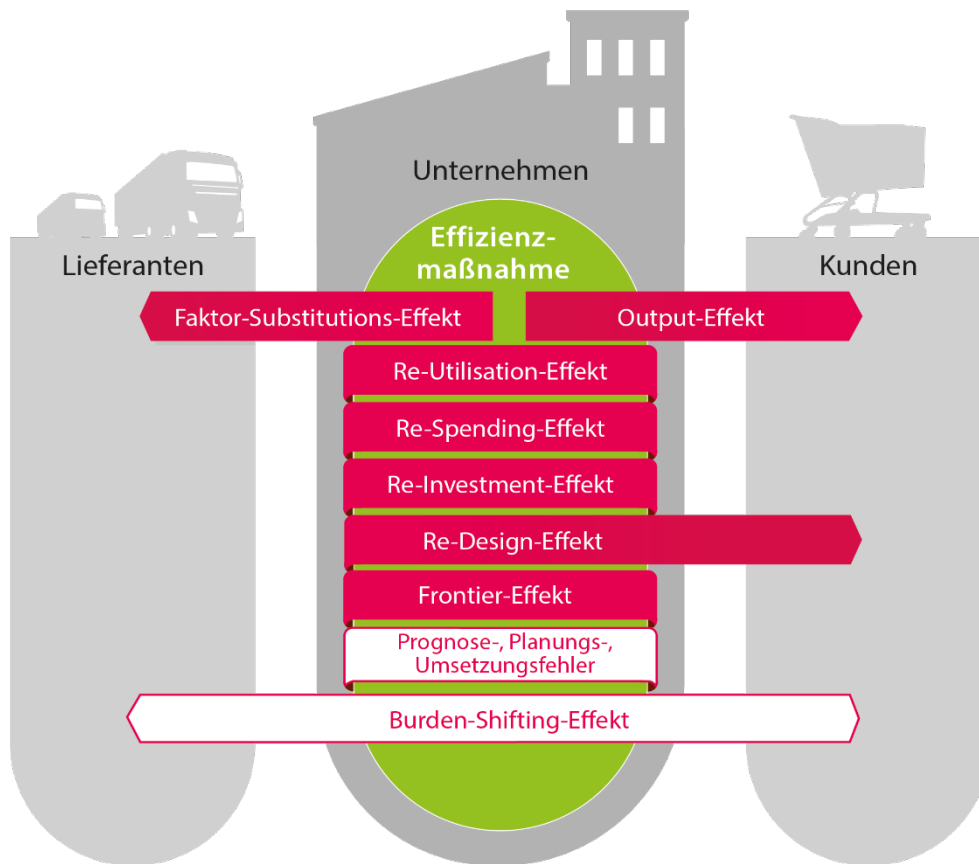 Unternehmen
Effizienz-
maßnahme
Lieferanten
Kunden
Faktor-Substitutions-Effekt
Output-Effekt
Re-Utilisation-Effekt
Re-Spending-Effekt
Re-Investment-Effekt
Re-Design-Effekt
Frontier-Effekt
Prognose-, Planungs-,
Umsetzungsfehler
Burden-Shifting-Effekt